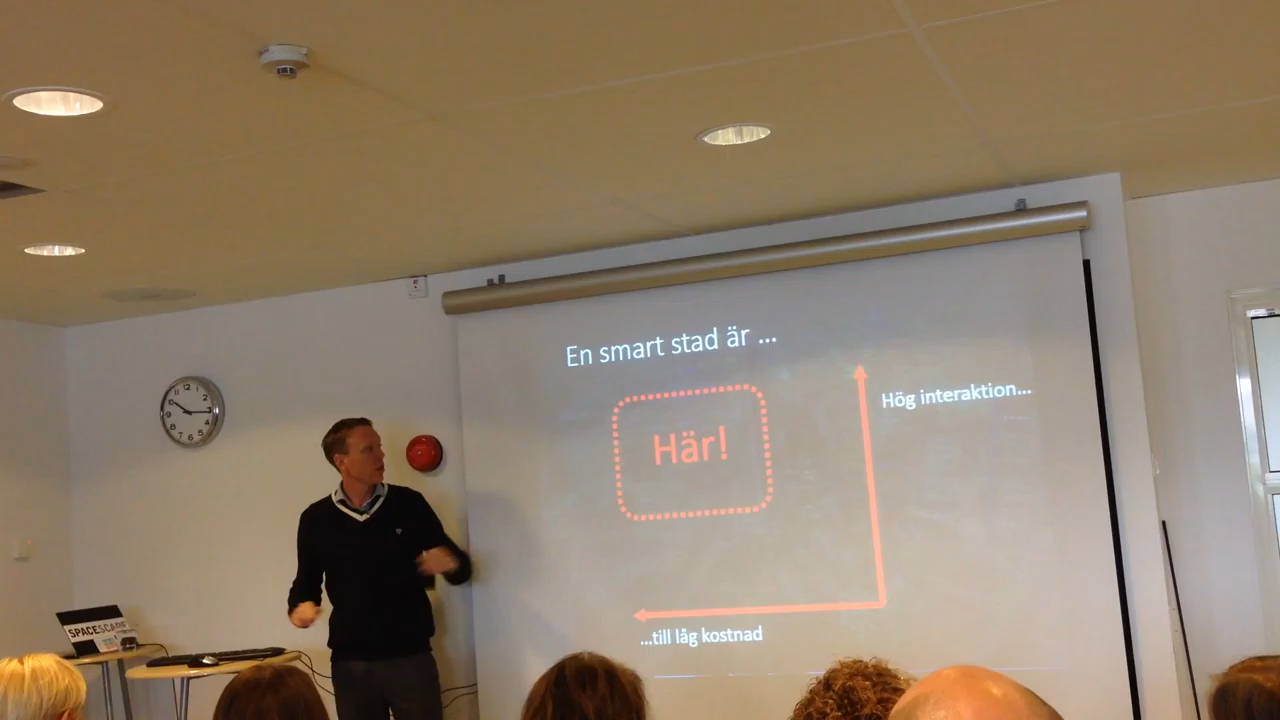 En smart stad är ...
Här!
Hög interaktion...
...till låg kostnad
SPACESCAPE